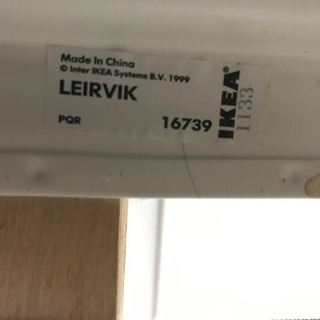 Made In China
© Inter IKEA Systems B.V. 1999
LEIRVIK
PQR 16739
IKEA
1133